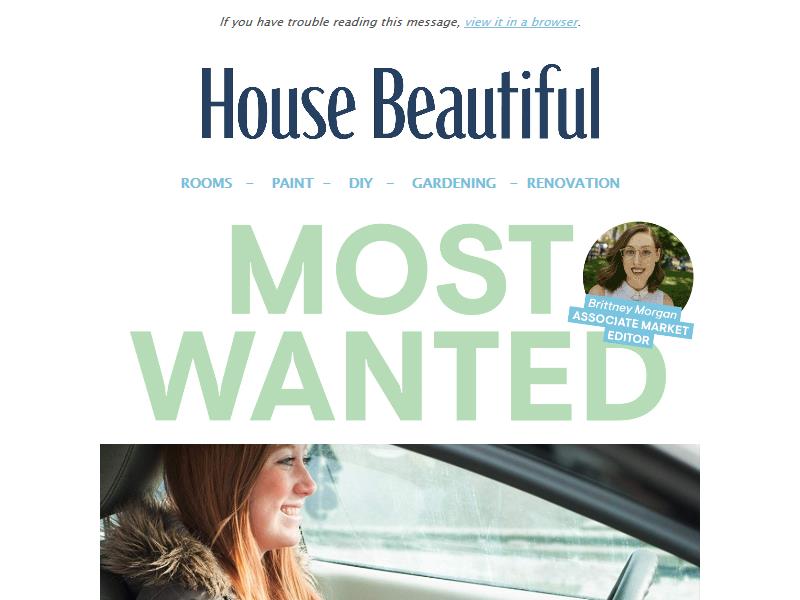 If you have trouble reading this message, view it in a browser.
House Beautiful
ROOMS – PAINT – DIY – GARDENING – RENOVATION
MOST
WANTED
Brittney Morgan
ASSOCIATE MARKET
EDITOR